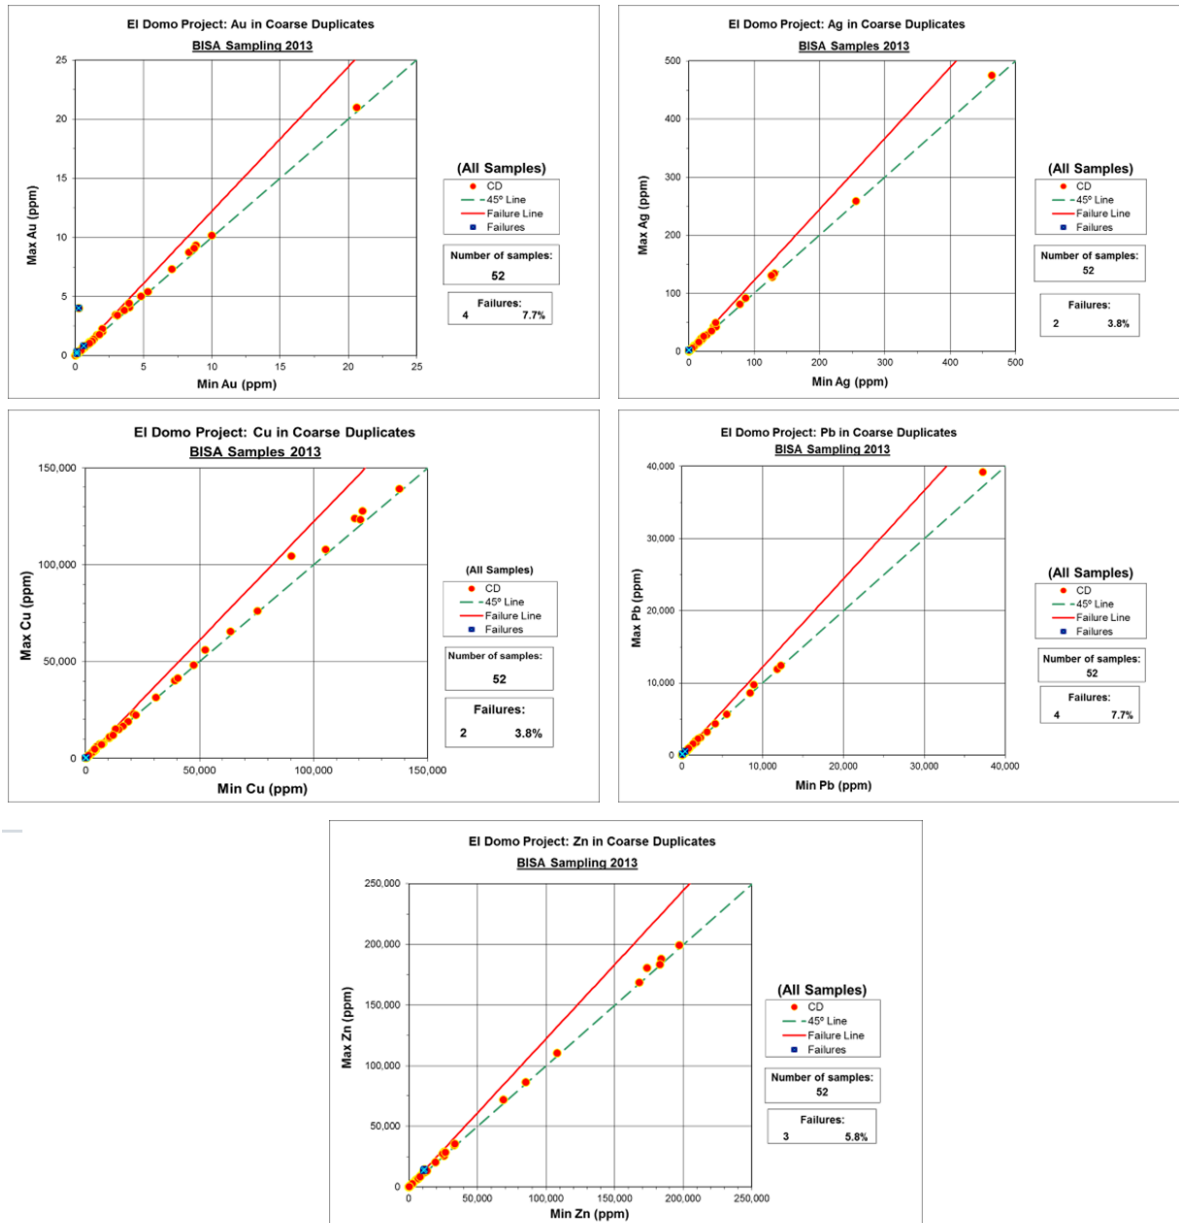 El Domo Project: Au in Coarse Duplicates
BISA Sampling 2013
25
20
15
10
5
0
0 5 10 15 20 25
Max Au (ppm)
Min Au (ppm)
(All Samples)
CD
45º Line
Failure Line
Failures
Number of samples:
52
Failures:
4 7.7%
El Domo Project: Ag in Coarse Duplicates
BISA Samples 2013
500
400
300
200
100
0
0 100 200 300 400 500
Max Ag (ppm)
Min Ag (ppm)
(All Samples)
CD
45º Line
Failure Line
Failures
Number of samples:
52
Failures:
2 3.8%
El Domo Project: Cu in Coarse Duplicates
BISA Samples 2013
150,000
100,000
50,000
0
0 50,000 100,000 150,000
Max Cu (ppm)
Min Cu (ppm)
(All Samples)
CD
45º Line
Failure Line
Failures
Number of samples:
52
Failures:
2 3.8%
El Domo Project: Pb in Coarse Duplicates
BISA Sampling 2013
40,000
30,000
20,000
10,000
0
0 10,000 20,000 30,000 40,000
Max Pb (ppm)
Min Pb (ppm)
(All Samples)
CD
45º Line
Failure Line
Failures
Number of samples:
52
Failures:
4 7.7%
El Domo Project: Zn in Coarse Duplicates
BISA Sampling 2013
250,000
200,000
150,000
100,000
50,000
0
0 50,000 100,000 150,000 200,000 250,000
Max Zn (ppm)
Min Zn (ppm)
(All Samples)
CD
45º Line
Failure Line
Failures
Number of samples:
52
Failures:
3 5.8%